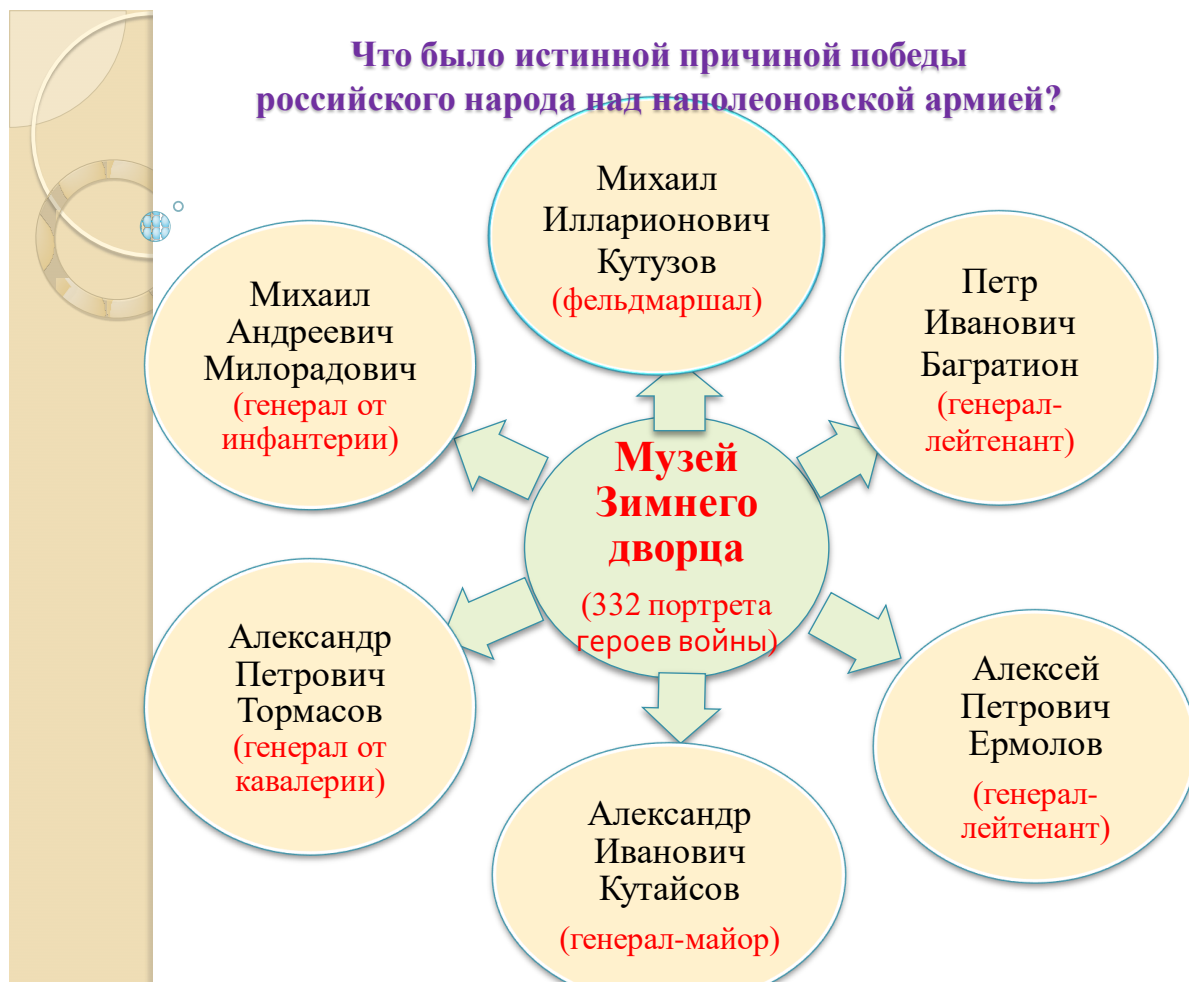 Что было истинной причиной победы
российского народа над наполеоновской армией?
Михаил
Илларионович
Кутузов
(фельдмаршал)
Михаил
Андреевич
Милорадович
(генерал от
инфантерии)
Петр
Иванович
Багратион
(генерал-
лейтенант)
Музей
Зимнего
дворца
(332 портрета
героев войны)
Александр
Петрович
Тормасов
(генерал от
кавалерии)
Алексей
Петрович
Ермолов
(генерал-
лейтенант)
Александр
Иванович
Кутайсов
(генерал-майор)